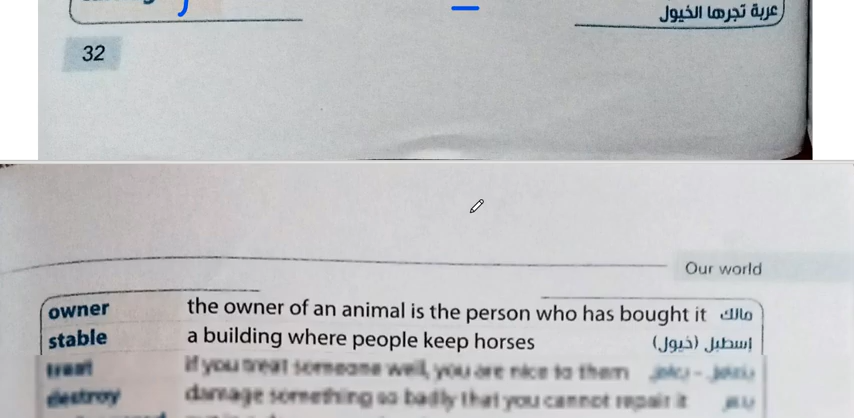 عربة تجرها الخيول
32
Our world
owner the owner of an animal is the person who has bought it مالك
stable a building where people keep horses إسطبل (خيول)
treat if you treat someone well, you are nice to them
destroy damage something so badly that you cannot repair it